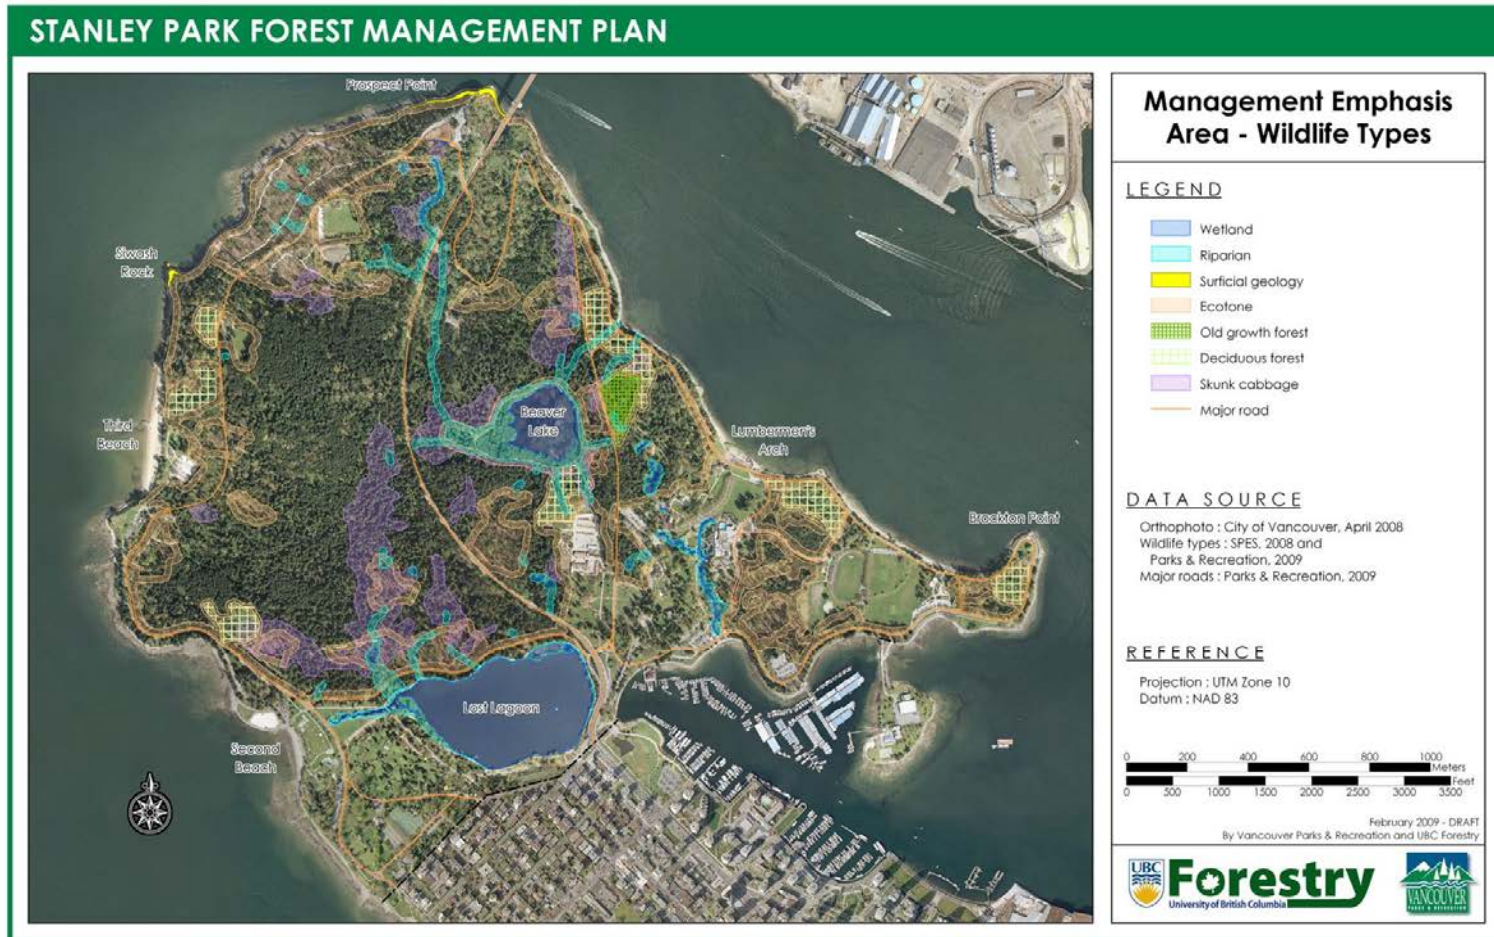 STANLEY PARK FOREST MANAGEMENT PLAN
Prospect Point
Siwash
Rock
Third
Beach
Beaver
Lake
Lumbermen's
Arch
Brockton Point
Lost Lagoon
Second
Beach
Management Emphasis
Area - Wildlife Types
LEGEND
Wetland
Riparian
Surficial geology
Ecotone
Old growth forest
Deciduous forest
Skunk cabbage
Major road
DATA SOURCE
Orthophoto : City of Vancouver, April 2008
Wildlife types : SPES, 2008 and
Parks & Recreation, 2009
Major roads : Parks & Recreation, 2009
REFERENCE
Projection : UTM Zone 10
Datum : NAD 83
0 200 400 600 800 1000
Meters
Feet
0 500 1000 1500 2000 2500 3000 3500
February 2009 - DRAFT
By Vancouver Parks & Recreation and UBC Forestry
UBC
Forestry
University of British Columbia
VANCOUVER
PARKS & RECREATION